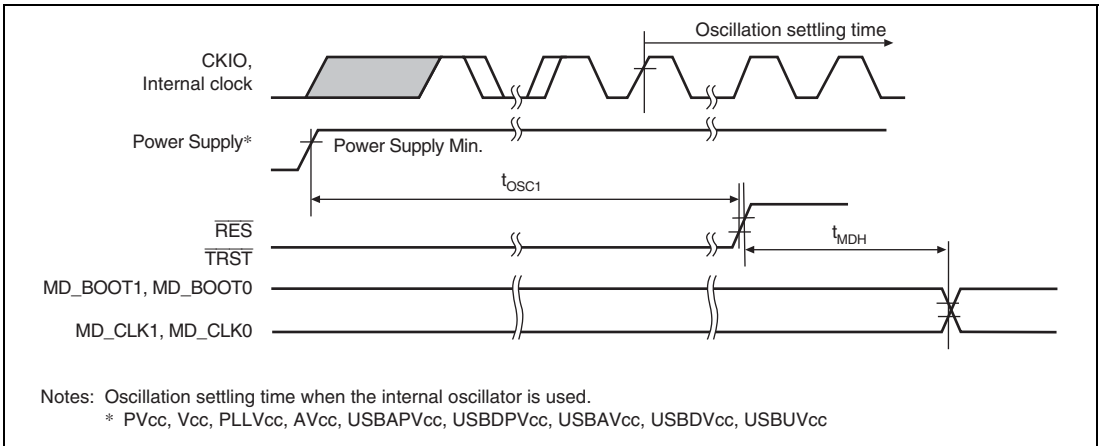 Oscillation settling time
CKIO,
Internal clock
Power Supply*
Power Supply Min.
tOSC1
RES
TRST
tMDH
MD_BOOT1, MD_BOOT0
MD_CLK1, MD_CLK0
Notes: Oscillation settling time when the internal oscillator is used.
* PVcc, Vcc, PLLVcc, AVcc, USBAPVcc, USBDPVcc, USBAVcc, USBDVcc, USBUVcc